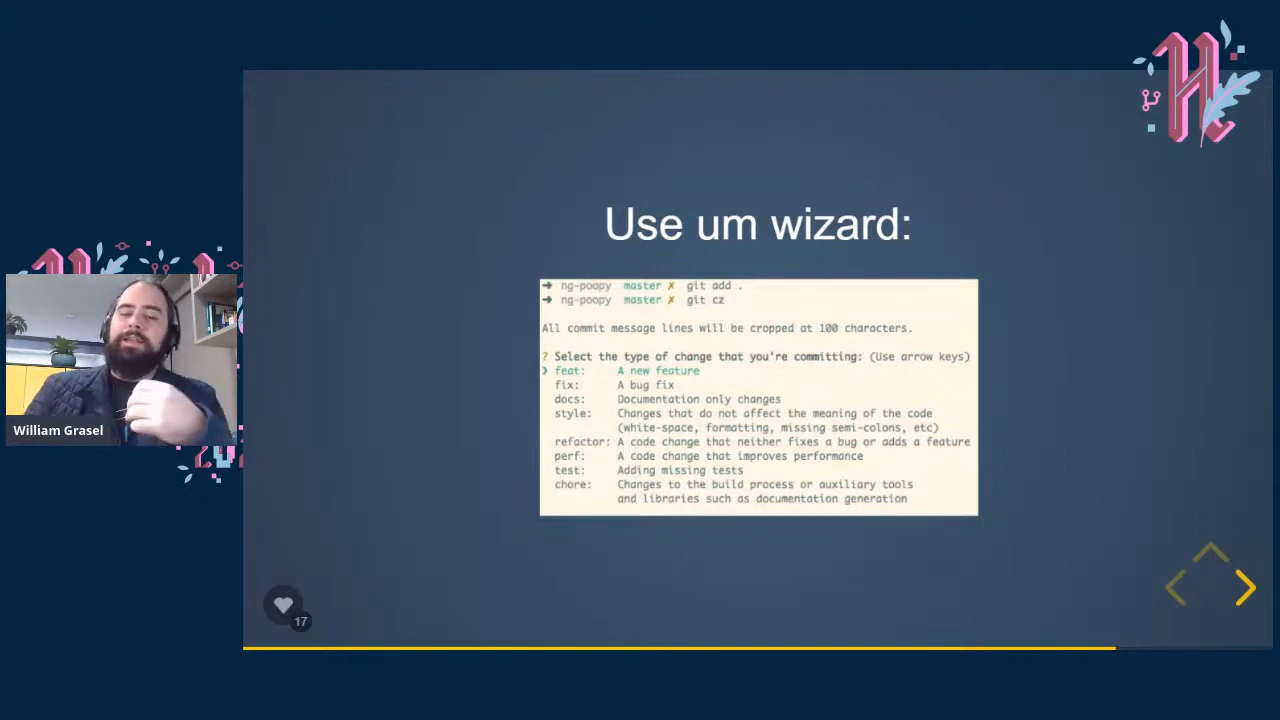 Use um wizard:
➜ ng-poopy master ✗ git add .
➜ ng-poopy master ✗ git cz
All commit message lines will be cropped at 100 characters.
? Select the type of change that you're committing: (Use arrow keys)
❯ feat: A new feature
fix: A bug fix
docs: Documentation only changes
style: Changes that do not affect the meaning of the code
(white-space, formatting, missing semi-colons, etc)
refactor: A code change that neither fixes a bug or adds a feature
perf: A code change that improves performance
test: Adding missing tests
chore: Changes to the build process or auxiliary tools
and libraries such as documentation generation
William Grasel
17
H